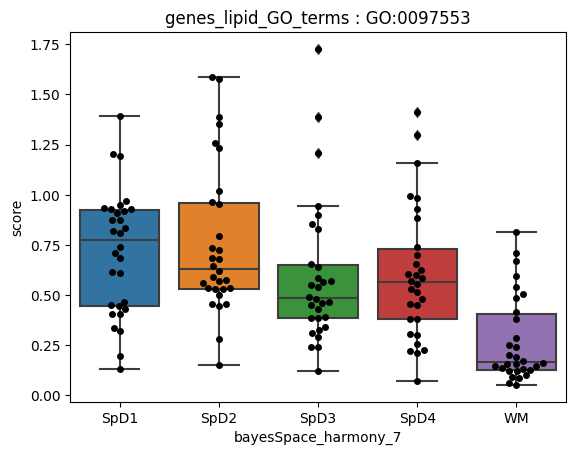 genes_lipid_GO_terms : GO:0097553
1.75
1.50
1.25
1.00
0.75
0.50
0.25
0.00
score
SpD1 SpD2 SpD3 SpD4 WM
bayesSpace_harmony_7